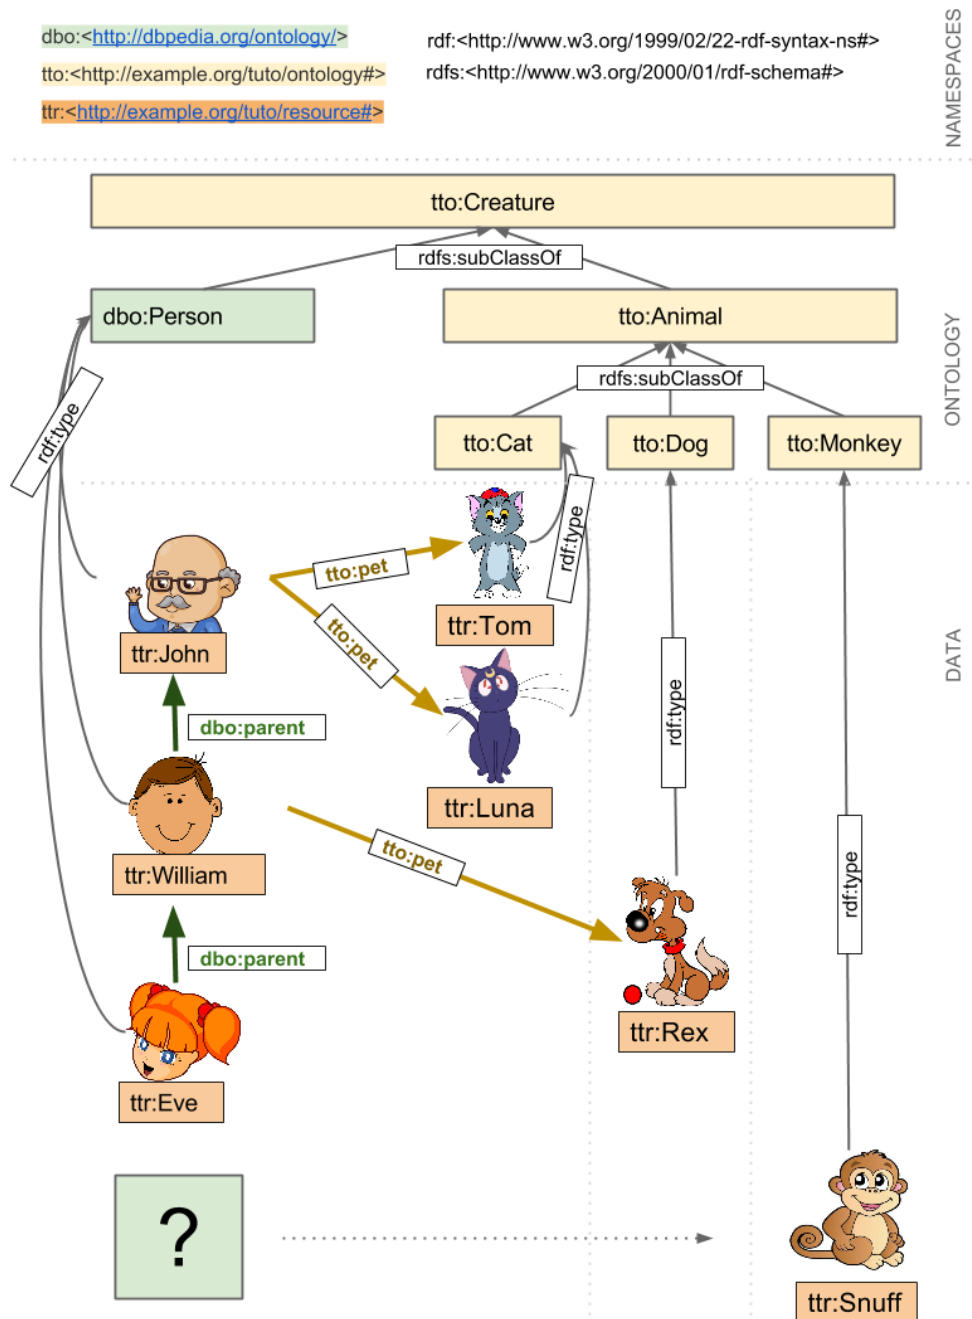 dbo:<http://dbpedia.org/ontology/>
rdf:<http://www.w3.org/1999/02/22-rdf-syntax-ns#>
tto:<http://example.org/tuto/ontology#>
rdfs:<http://www.w3.org/2000/01/rdf-schema#>
ttr:<http://example.org/tuto/resource#>
NAMESPACES
tto:Creature
rdfs:subClassOf
dbo:Person
tto:Animal
ONTOLOGY
rdfs:subClassOf
rdf:type
tto:Cat
tto:Dog
tto:Monkey
rdf:type
tto:pet
ttr:Tom
tto:pet
ttr:John
DATA
dbo:parent
rdf:type
ttr:Luna
tto:pet
ttr:William
rdf:type
dbo:parent
ttr:Rex
ttr:Eve
?
ttr:Snuff